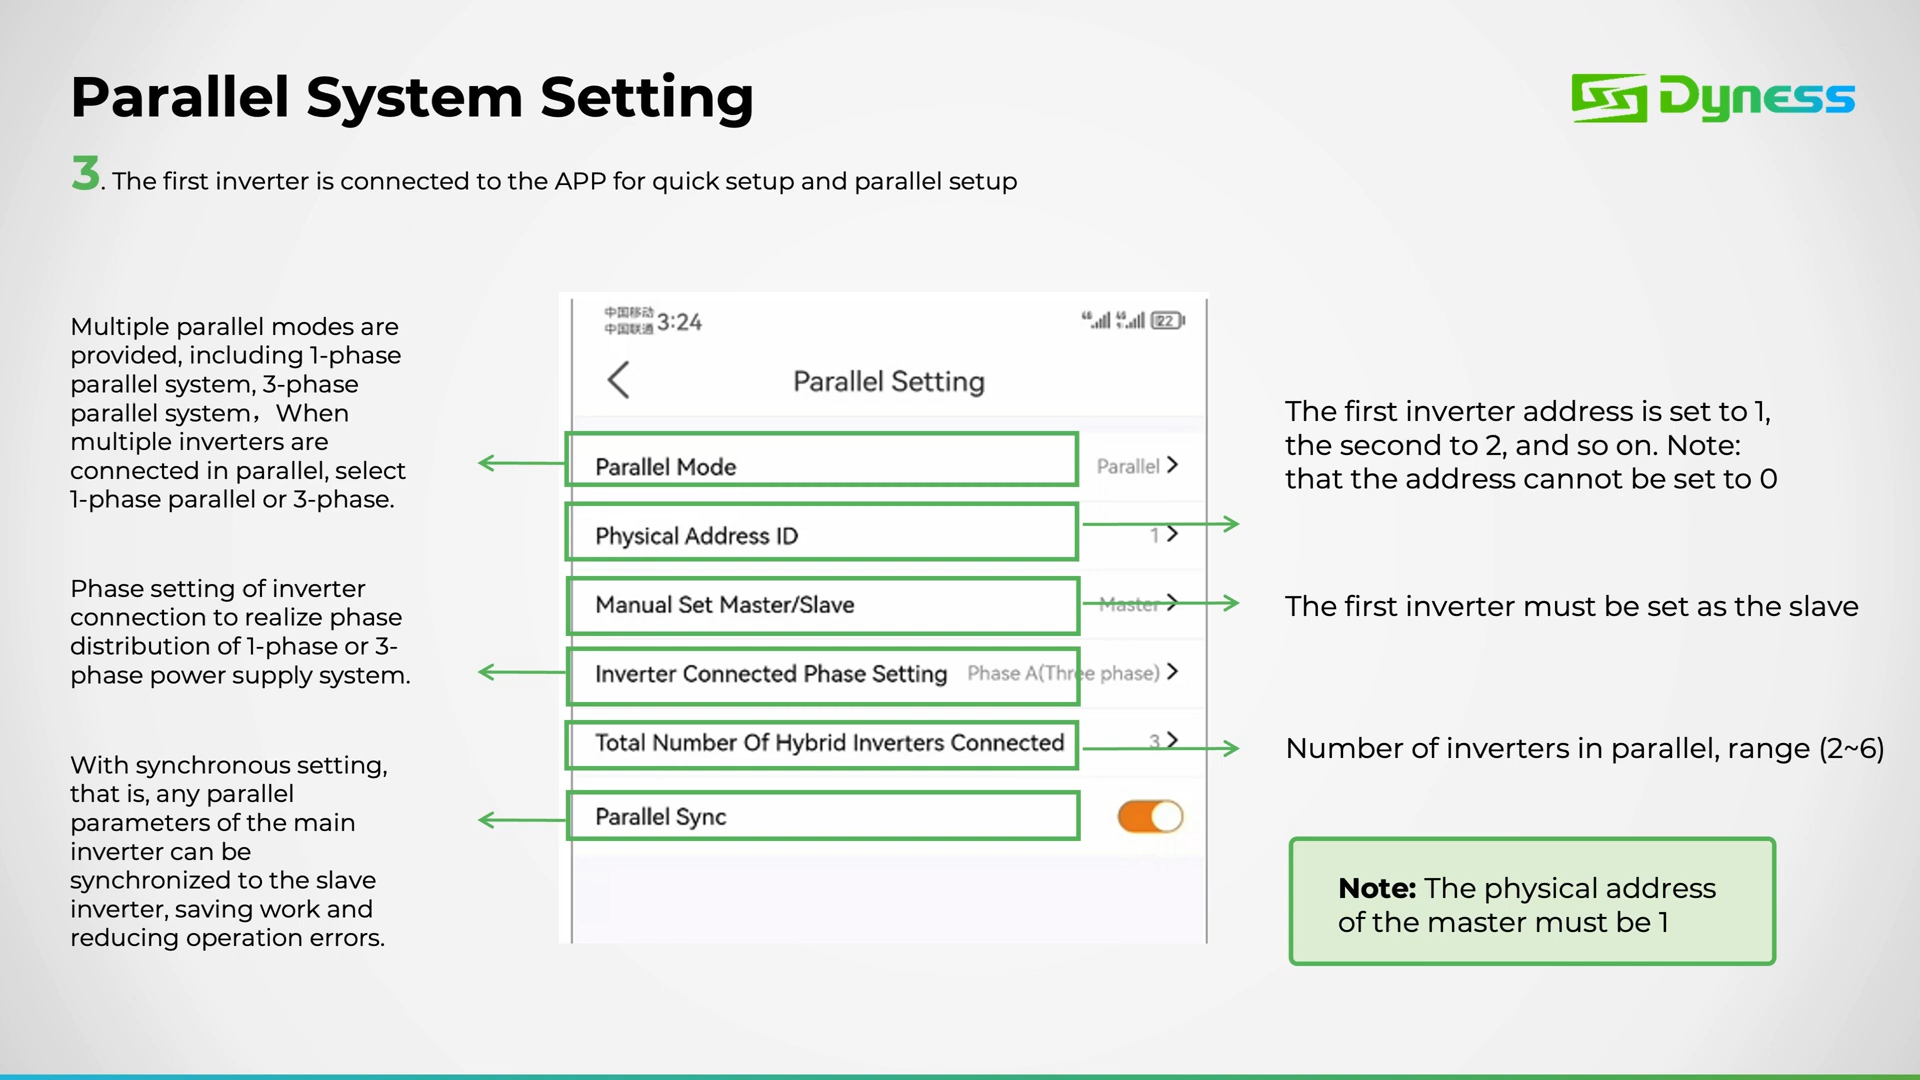 Parallel System Setting
Dyness
3. The first inverter is connected to the APP for quick setup and parallel setup
Multiple parallel modes are
provided, including 1-phase
parallel system, 3-phase
parallel system，When
multiple inverters are
connected in parallel, select
1-phase parallel or 3-phase.
Phase setting of inverter
connection to realize phase
distribution of 1-phase or 3-
phase power supply system.
With synchronous setting,
that is, any parallel
parameters of the main
inverter can be
synchronized to the slave
inverter, saving work and
reducing operation errors.
中国移动
中国联通
3:24
22
Parallel Setting
Parallel Mode Parallel
Physical Address ID 1
Manual Set Master/Slave Master
Inverter Connected Phase Setting Phase A(Three phase)
Total Number Of Hybrid Inverters Connected 3
Parallel Sync
The first inverter address is set to 1,
the second to 2, and so on. Note:
that the address cannot be set to 0
The first inverter must be set as the slave
Number of inverters in parallel, range (2~6)
Note: The physical address
of the master must be 1